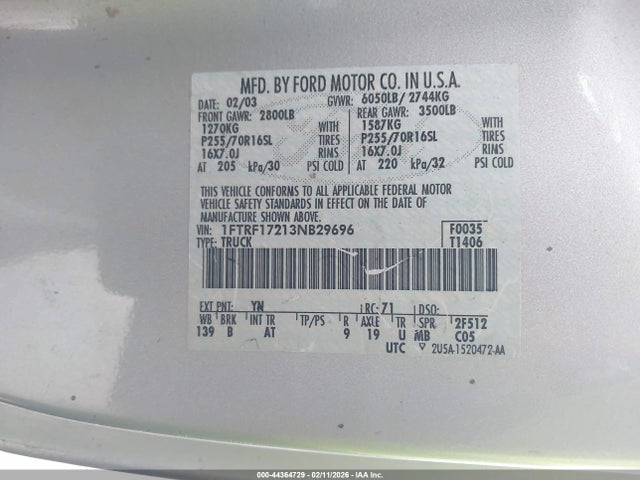 MFD. BY FORD MOTOR CO. IN U.S.A.
DATE: 02/03 GVWR: 6050LB/ 2744KG
FRONT GAWR: 2800LB REAR GAWR: 3500LB
1270KG WITH 1587KG WITH
P255/70R16SL TIRES P255/70R16SL TIRES
16X7.0J RIMS 16X7.0J RIMS
AT 205 kPa/30 PSI COLD AT 220 kPa/32 PSI COLD
THIS VEHICLE CONFORMS TO ALL APPLICABLE FEDERAL MOTOR
VEHICLE SAFETY STANDARDS IN EFFECT ON THE DATE OF
MANUFACTURE SHOWN ABOVE.
VIN: 1FTRF17213NB29696 F0035
TYPE: TRUCK T1406
EXT PNT: YN RC: 71 DSO:
WB BRK INT TR TP/PS R AXLE TR SPR 2F512
139 B AT 9 19 U MB C05
UTC ▽ 2U5A-1520472-AA
000-44364729 - 02/11/2026 - IAA Inc.